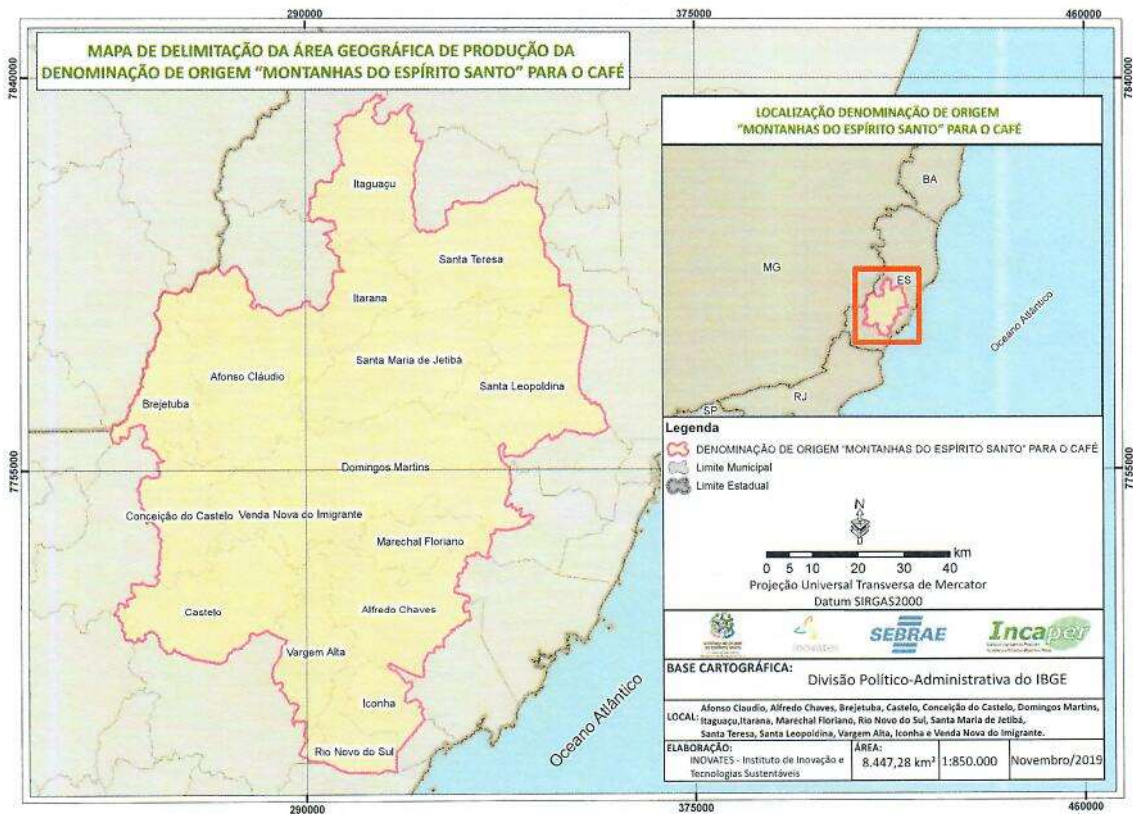 290000
375000
460000
MAPA DE DELIMITAÇÃO DA ÁREA GEOGRÁFICA DE PRODUÇÃO DA
DENOMINAÇÃO DE ORIGEM “MONTANHAS DO ESPÍRITO SANTO” PARA O CAFÉ
7840000
7840000
LOCALIZAÇÃO DENOMINAÇÃO DE ORIGEM
“MONTANHAS DO ESPÍRITO SANTO” PARA O CAFÉ
BA
MG
ES
Oceano Atlântico
RJ
SP
Itaguaçu
Santa Teresa
Itarana
Santa Maria de Jetibá
Afonso Cláudio
Santa Leopoldina
Brejetuba
Domingos Martins
7755000
7755000
Conceição do Castelo
Venda Nova do Imigrante
Marechal Floriano
Castelo
Alfredo Chaves
Vargem Alta
Iconha
Rio Novo do Sul
Oceano Atlântico
Legenda
DENOMINAÇÃO DE ORIGEM “MONTANHAS DO ESPÍRITO SANTO” PARA O CAFÉ
Limite Municipal
Limite Estadual
N
0 5 10 20 30 40 km
Projeção Universal Transversa de Mercator
Datum SIRGAS2000
inovates
SEBRAE
Incaper
BASE CARTOGRÁFICA:
Divisão Político-Administrativa do IBGE
LOCAL: Afonso Claudio, Alfredo Chaves, Brejetuba, Castelo, Conceição do Castelo, Domingos Martins,
Itaguaçu,Itarana, Marechal Floriano, Rio Novo do Sul, Santa Maria de Jetibá,
Santa Teresa, Santa Leopoldina, Vargem Alta, Iconha e Venda Nova do Imigrante.
ELABORAÇÃO:
INOVATES - Instituto de Inovação e
Tecnologias Sustentáveis
ÁREA:
8.447,28 km²
1:850.000
Novembro/2019
290000
375000
460000